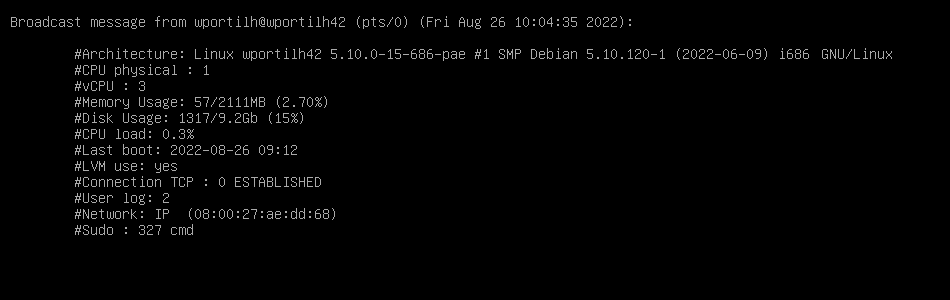 Broadcast message from wportilh@wportilh42 (pts/0) (Fri Aug 26 10:04:35 2022):
#Architecture: Linux wportilh42 5.10.0-15-686-pae #1 SMP Debian 5.10.120-1 (2022-06-09) i686 GNU/Linux
#CPU physical : 1
#vCPU : 3
#Memory Usage: 57/2111MB (2.70%)
#Disk Usage: 1317/9.2Gb (15%)
#CPU load: 0.3%
#Last boot: 2022-08-26 09:12
#LVM use: yes
#Connection TCP : 0 ESTABLISHED
#User log: 2
#Network: IP  (08:00:27:ae:dd:68)
#Sudo : 327 cmd